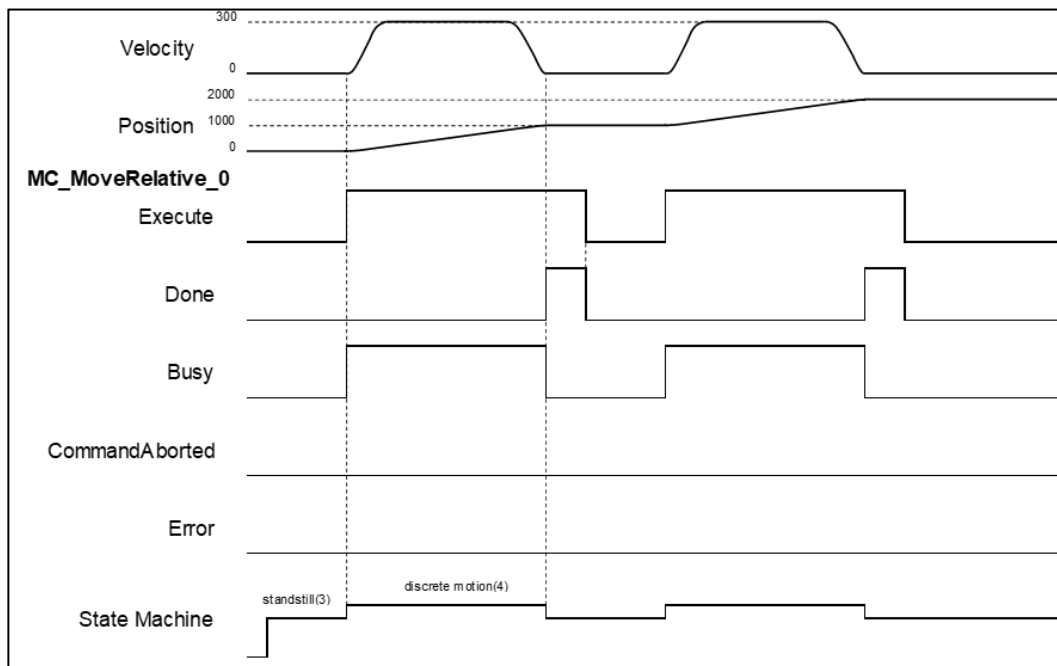 300
Velocity
0
2000
Position
1000
0
MC_MoveRelative_0
Execute
Done
Busy
CommandAborted
Error
standstill(3)
discrete motion(4)
State Machine